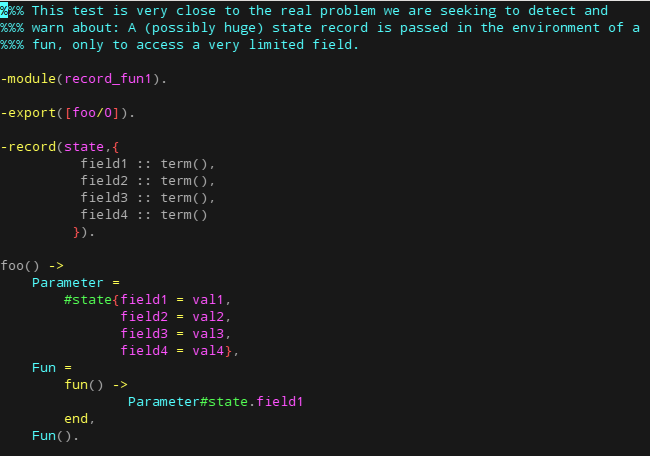 %%% This test is very close to the real problem we are seeking to detect and
%%% warn about: A (possibly huge) state record is passed in the environment of a
%%% fun, only to access a very limited field.

-module(record_fun1).

-export([foo/0]).

-record(state,{
          field1 :: term(),
          field2 :: term(),
          field3 :: term(),
          field4 :: term()
         }).

foo() ->
    Parameter =
        #state{field1 = val1,
               field2 = val2,
               field3 = val3,
               field4 = val4},
    Fun =
        fun() ->
                Parameter#state.field1
        end,
    Fun().